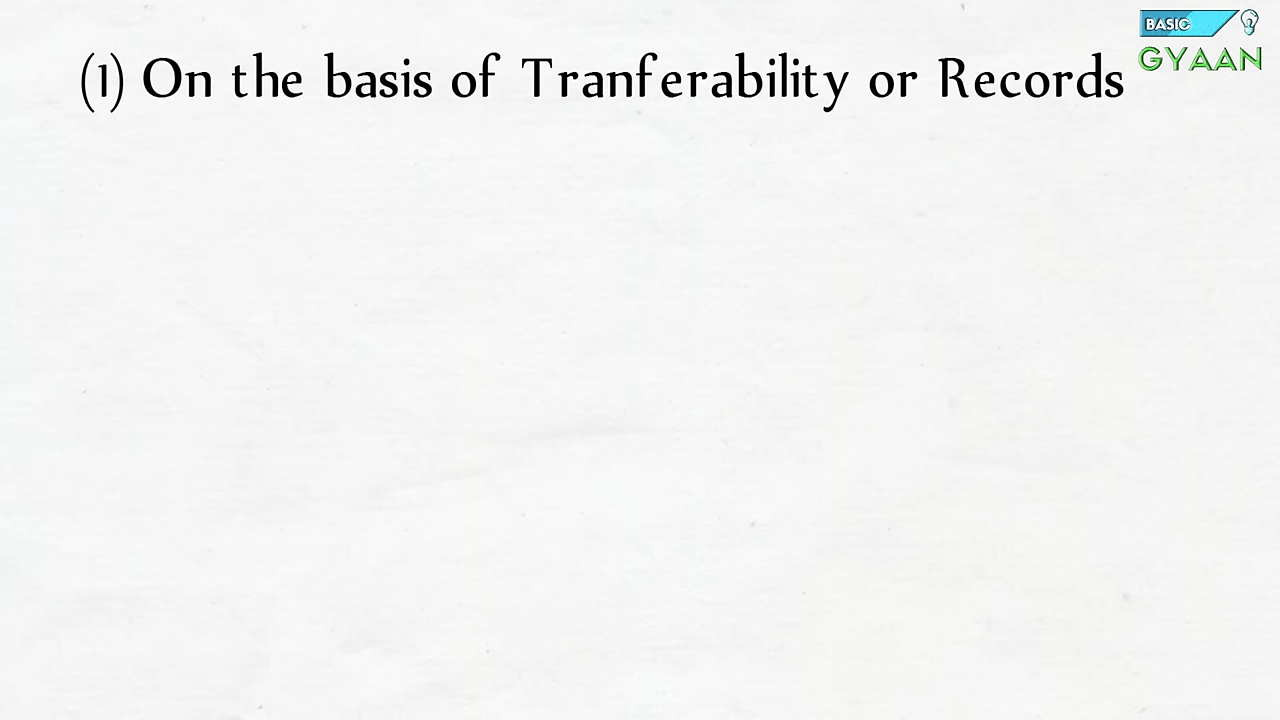 BASIC
GYAAN
(1) On the basis of Tranferability or Records